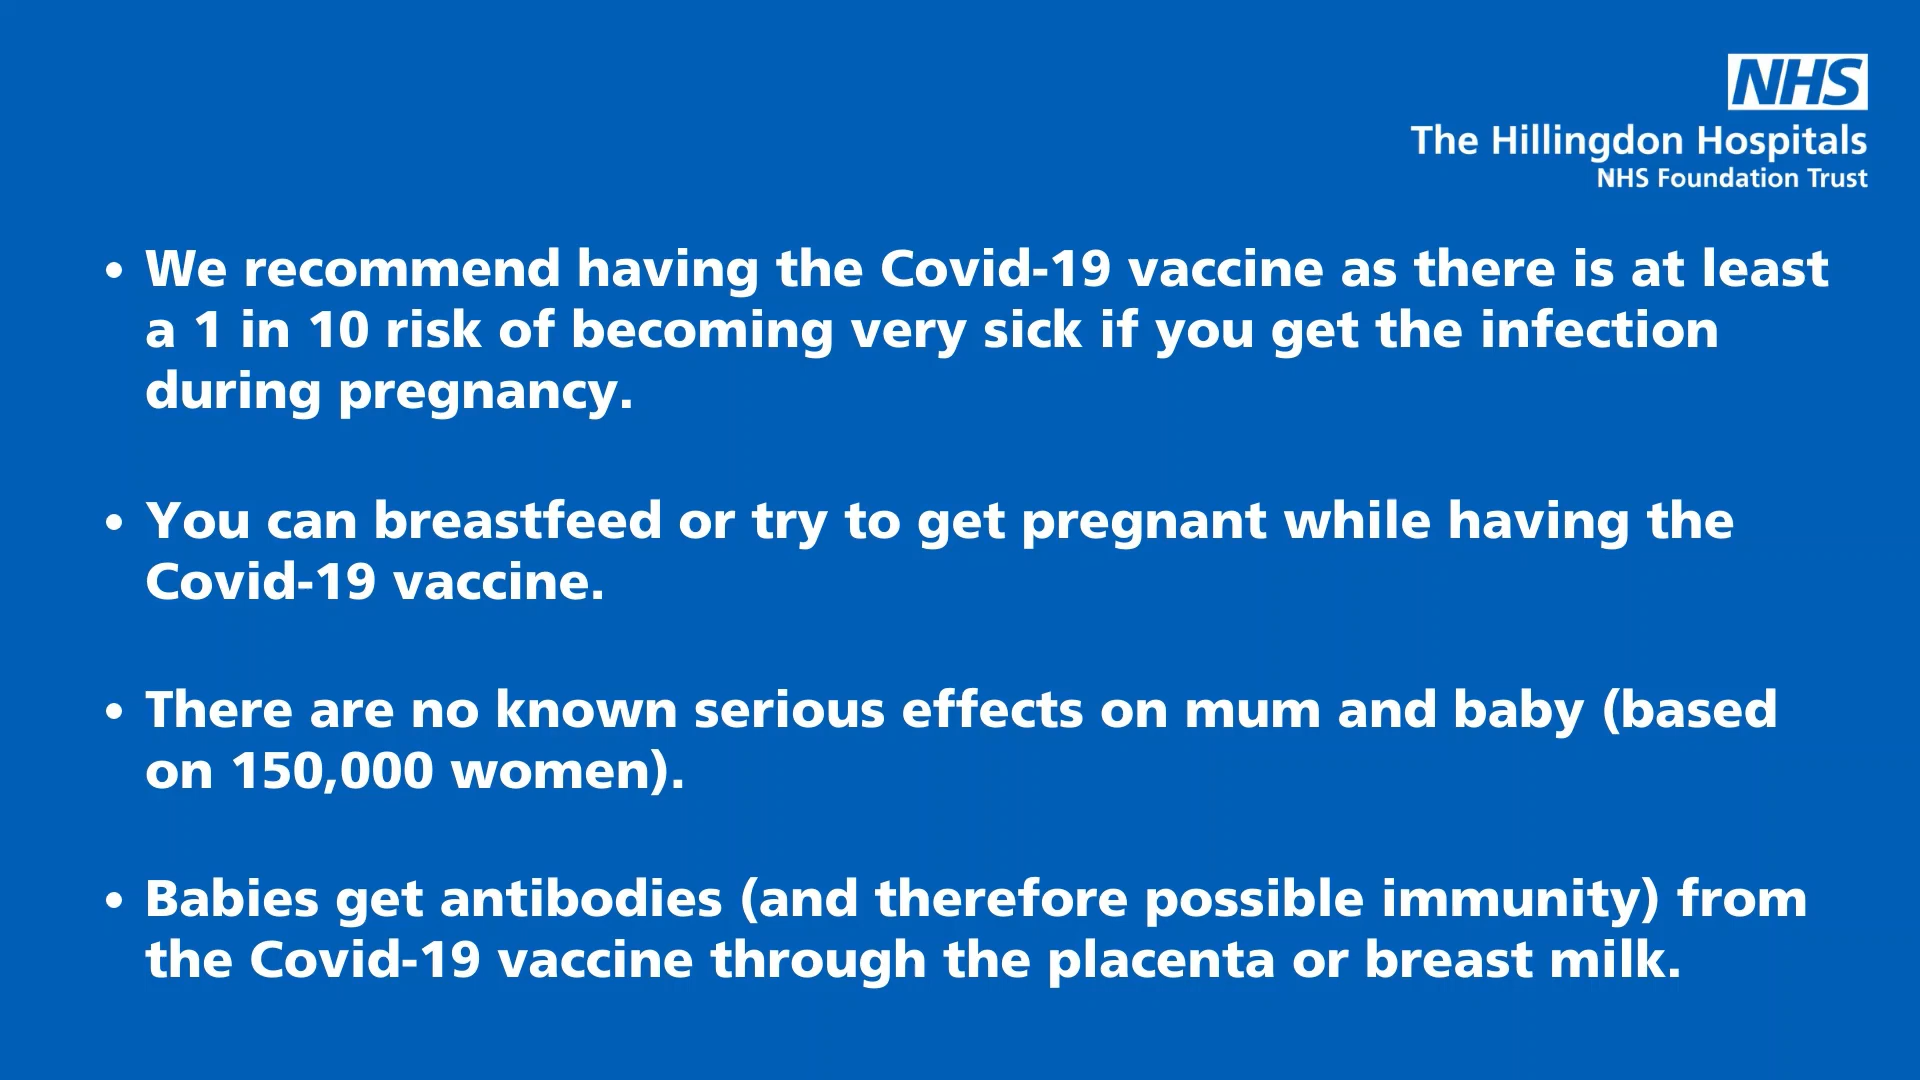 NHS
The Hillingdon Hospitals
NHS Foundation Trust
• We recommend having the Covid-19 vaccine as there is at least
a 1 in 10 risk of becoming very sick if you get the infection
during pregnancy.
• You can breastfeed or try to get pregnant while having the
Covid-19 vaccine.
• There are no known serious effects on mum and baby (based
on 150,000 women).
• Babies get antibodies (and therefore possible immunity) from
the Covid-19 vaccine through the placenta or breast milk.